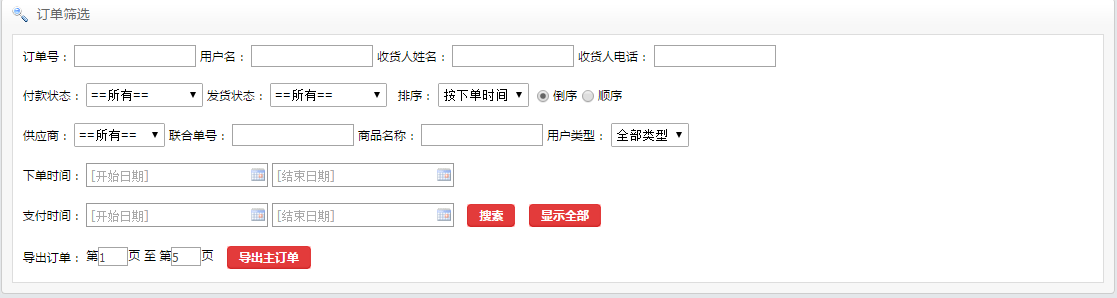 订单筛选
订单号： 用户名： 收货人姓名： 收货人电话：
付款状态： ==所有== 发货状态： ==所有== 排序： 按下单时间 倒序 顺序
供应商： ==所有== 联合单号： 商品名称： 用户类型： 全部类型
下单时间： [开始日期] [结束日期]
支付时间： [开始日期] [结束日期] 搜索 显示全部
导出订单： 第1页 至 第5页 导出主订单